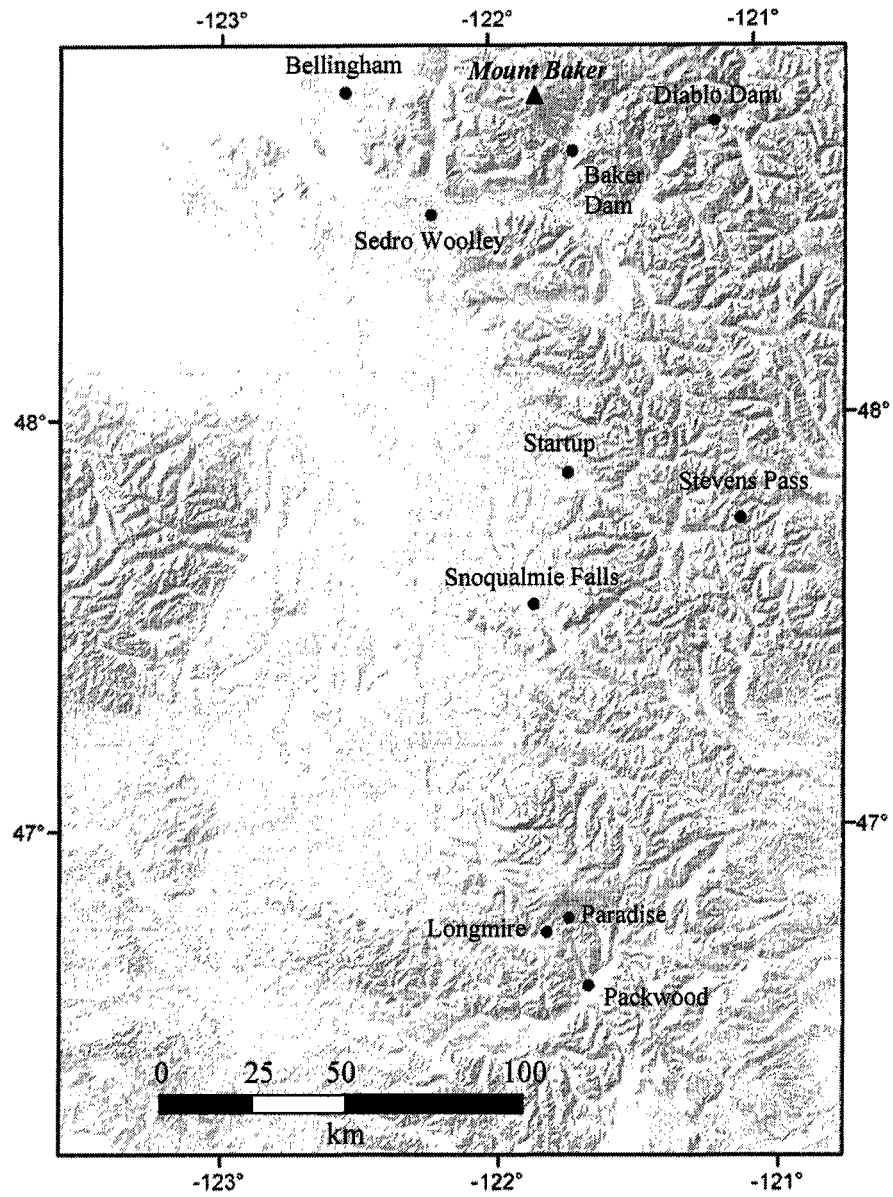 -123°
-122°
-121°
Bellingham
Mount Baker
Diablo Dam
Baker
Dam
Sedro Woolley
48°
48°
Startup
Stevens Pass
Snoqualmie Falls
47°
47°
Paradise
Longmire
Packwood
0 25 50 100
km
-123°
-122°
-121°